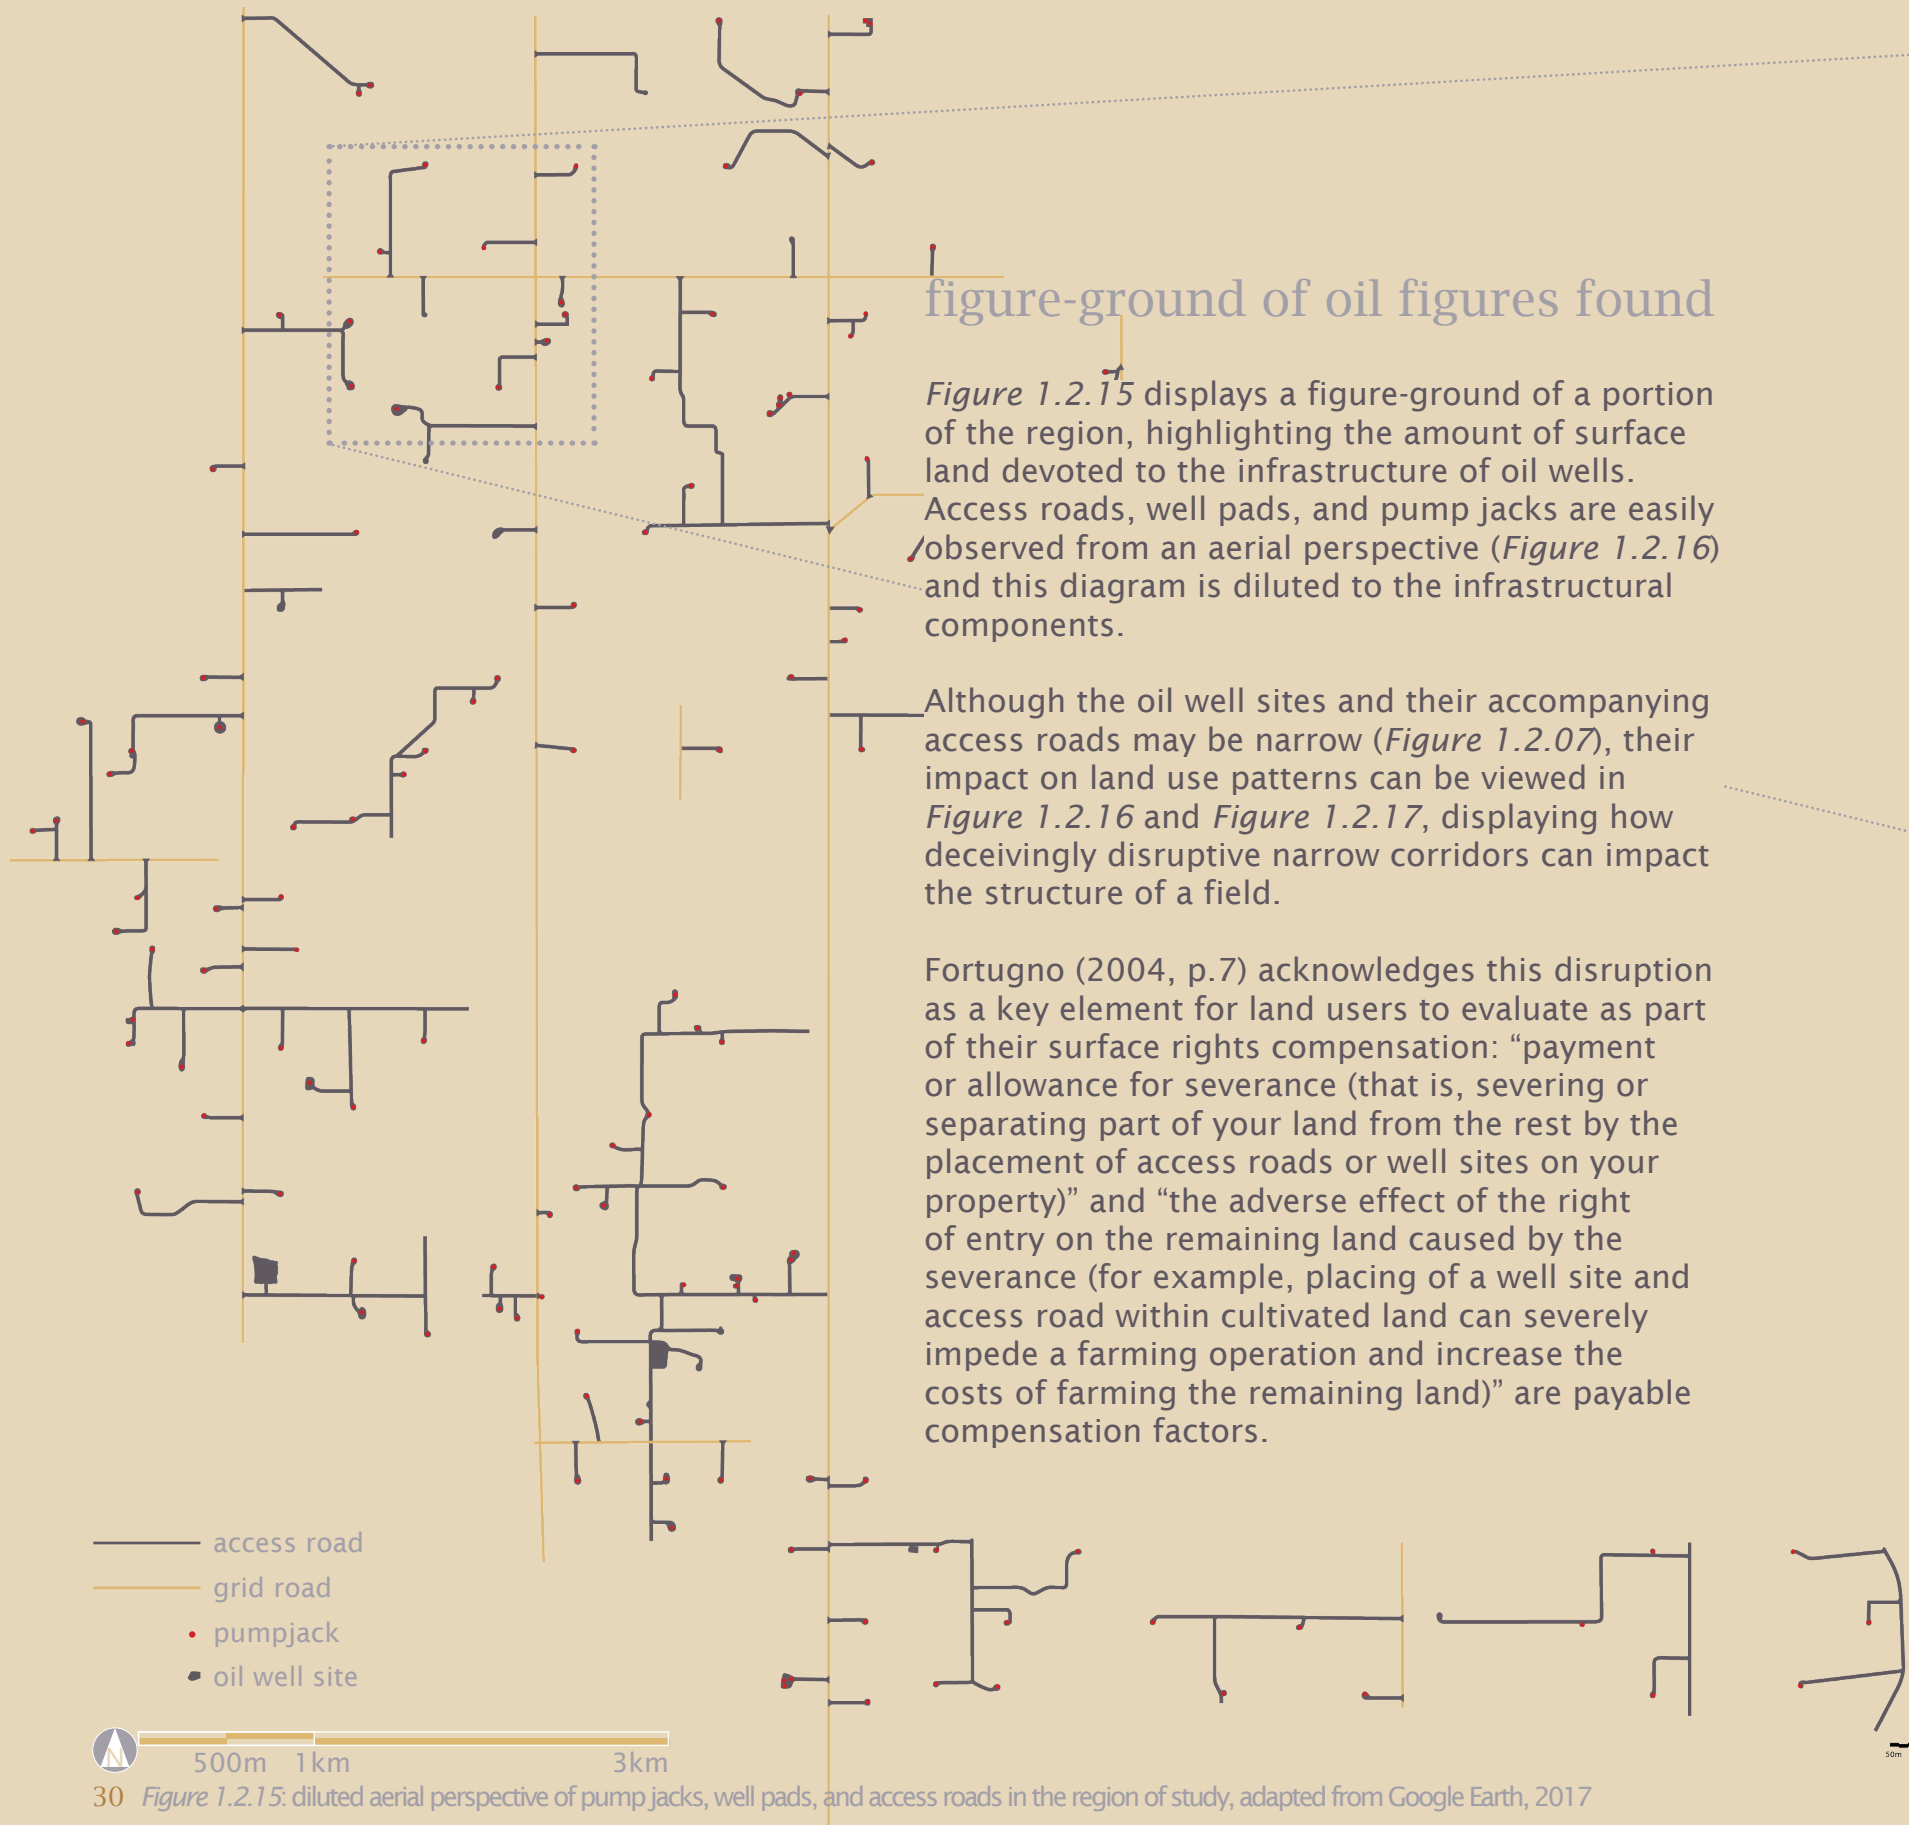 figure-ground of oil figures found
Figure 1.2.15 displays a figure-ground of a portion
of the region, highlighting the amount of surface
land devoted to the infrastructure of oil wells.
Access roads, well pads, and pump jacks are easily
observed from an aerial perspective (Figure 1.2.16)
and this diagram is diluted to the infrastructural
components.
Although the oil well sites and their accompanying
access roads may be narrow (Figure 1.2.07), their
impact on land use patterns can be viewed in
Figure 1.2.16 and Figure 1.2.17, displaying how
deceivingly disruptive narrow corridors can impact
the structure of a field.
Fortugno (2004, p.7) acknowledges this disruption
as a key element for land users to evaluate as part
of their surface rights compensation: “payment
or allowance for severance (that is, severing or
separating part of your land from the rest by the
placement of access roads or well sites on your
property)” and “the adverse effect of the right
of entry on the remaining land caused by the
severance (for example, placing of a well site and
access road within cultivated land can severely
impede a farming operation and increase the
costs of farming the remaining land)” are payable
compensation factors.
access road
grid road
pumpjack
oil well site
N
500m 1km 3km
50m
30 Figure 1.2.15: diluted aerial perspective of pump jacks, well pads, and access roads in the region of study, adapted from Google Earth, 2017